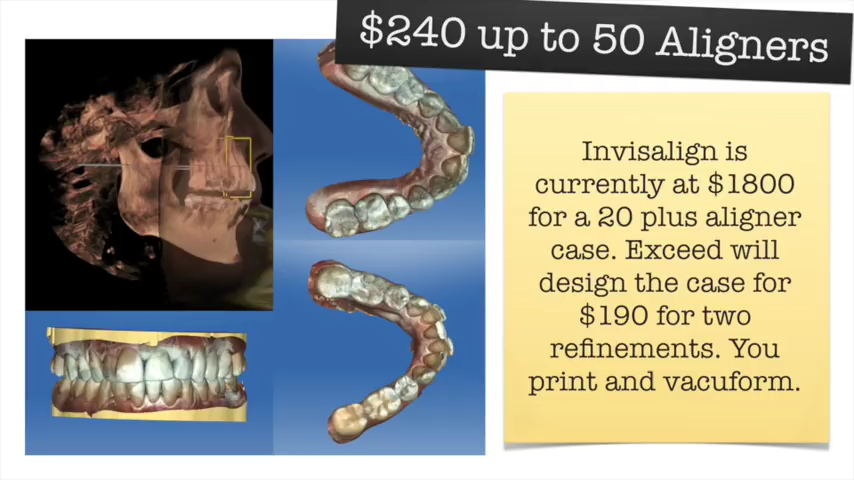 $240 up to 50 Aligners
Invisalign is
currently at $1800
for a 20 plus aligner
case. Exceed will
design the case for
$190 for two
refinements. You
print and vacuform.